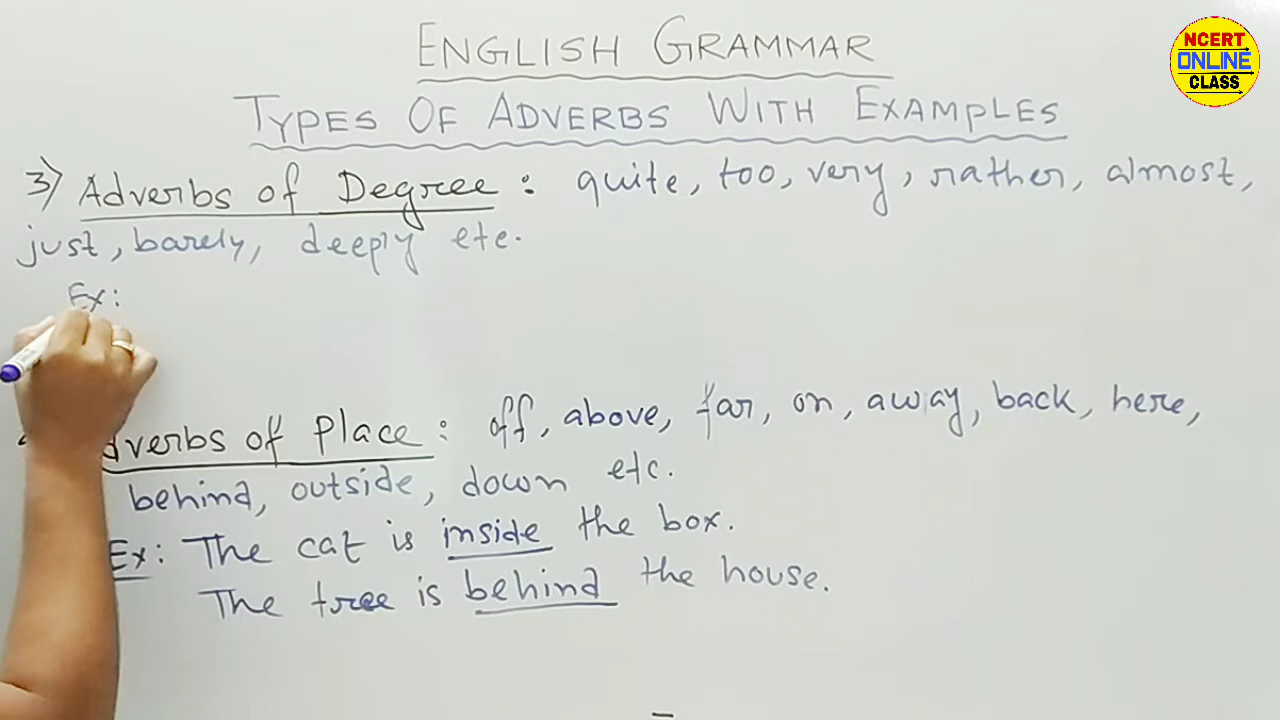 ENGLISH GRAMMAR
TYPES OF ADVERBS WITH EXAMPLES
3) Adverbs of Degree : quite, too, very, rather, almost,
just, barely, deeply etc.
Ex:
dverbs of Place : off, above, far, on, away, back, here,
behind, outside, down etc.
Ex: The cat is inside the box.
The tree is behind the house.
NCERT
ONLINE
CLASS